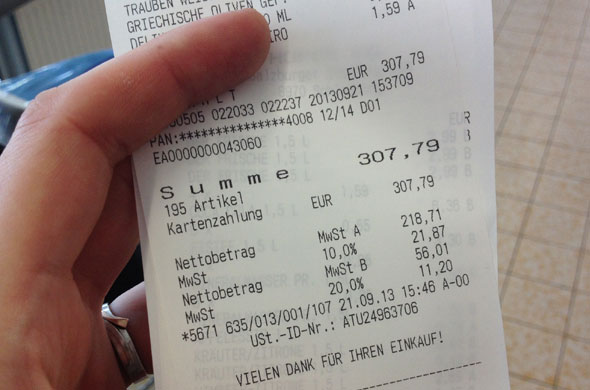 TRAUBEN
GRIECHISCHE OLIVEN
1,59 A
EUR 307,79
022033 022237 20130921 153709
PAN:***************4008 12/14 D01
EA0000000043060
EUR
Summe 307,79
195 Artikel
Kartenzahlung EUR 307,79
Nettobetrag MwSt A 218,71
MwSt 10,0% 21,87
Nettobetrag MwSt B 56,01
MwSt 20,0% 11,20
*5671 635/013/001/107 21.09.13 15:46 A-00
USt.-ID-Nr.: ATU24963706
VIELEN DANK FÜR IHREN EINKAUF!